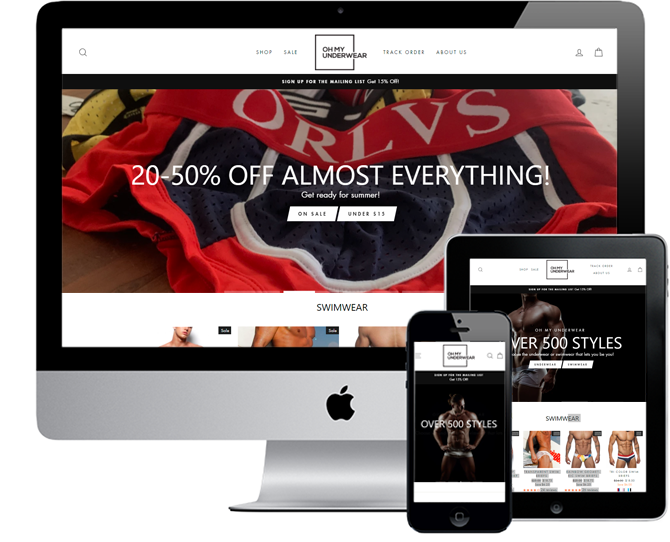 SHOP
SALE
OH MY
UNDERWEAR
TRACK ORDER
ABOUT US
SIGN UP FOR THE MAILING LIST Get 15% OFF!
ORLVS
20-50% OFF ALMOST EVERYTHING!
Get ready for summer!
ON SALE
UNDER $15
SWIMWEAR
Sale
Sale
SHOP SALE
OH MY
UNDERWEAR
TRACK ORDER
ABOUT US
SIGN UP FOR THE MAILING LIST Get 15% OFF!
OH MY UNDERWEAR
OVER 500 STYLES
the underwear or swimwear that lets you be you!
UNDERWEAR
SWIMWEAR
SWIMWEAR
OH MY
UNDERWEAR
SIGN UP FOR THE MAILING LIST
Get 15% Off!
OVER 500 STYLES